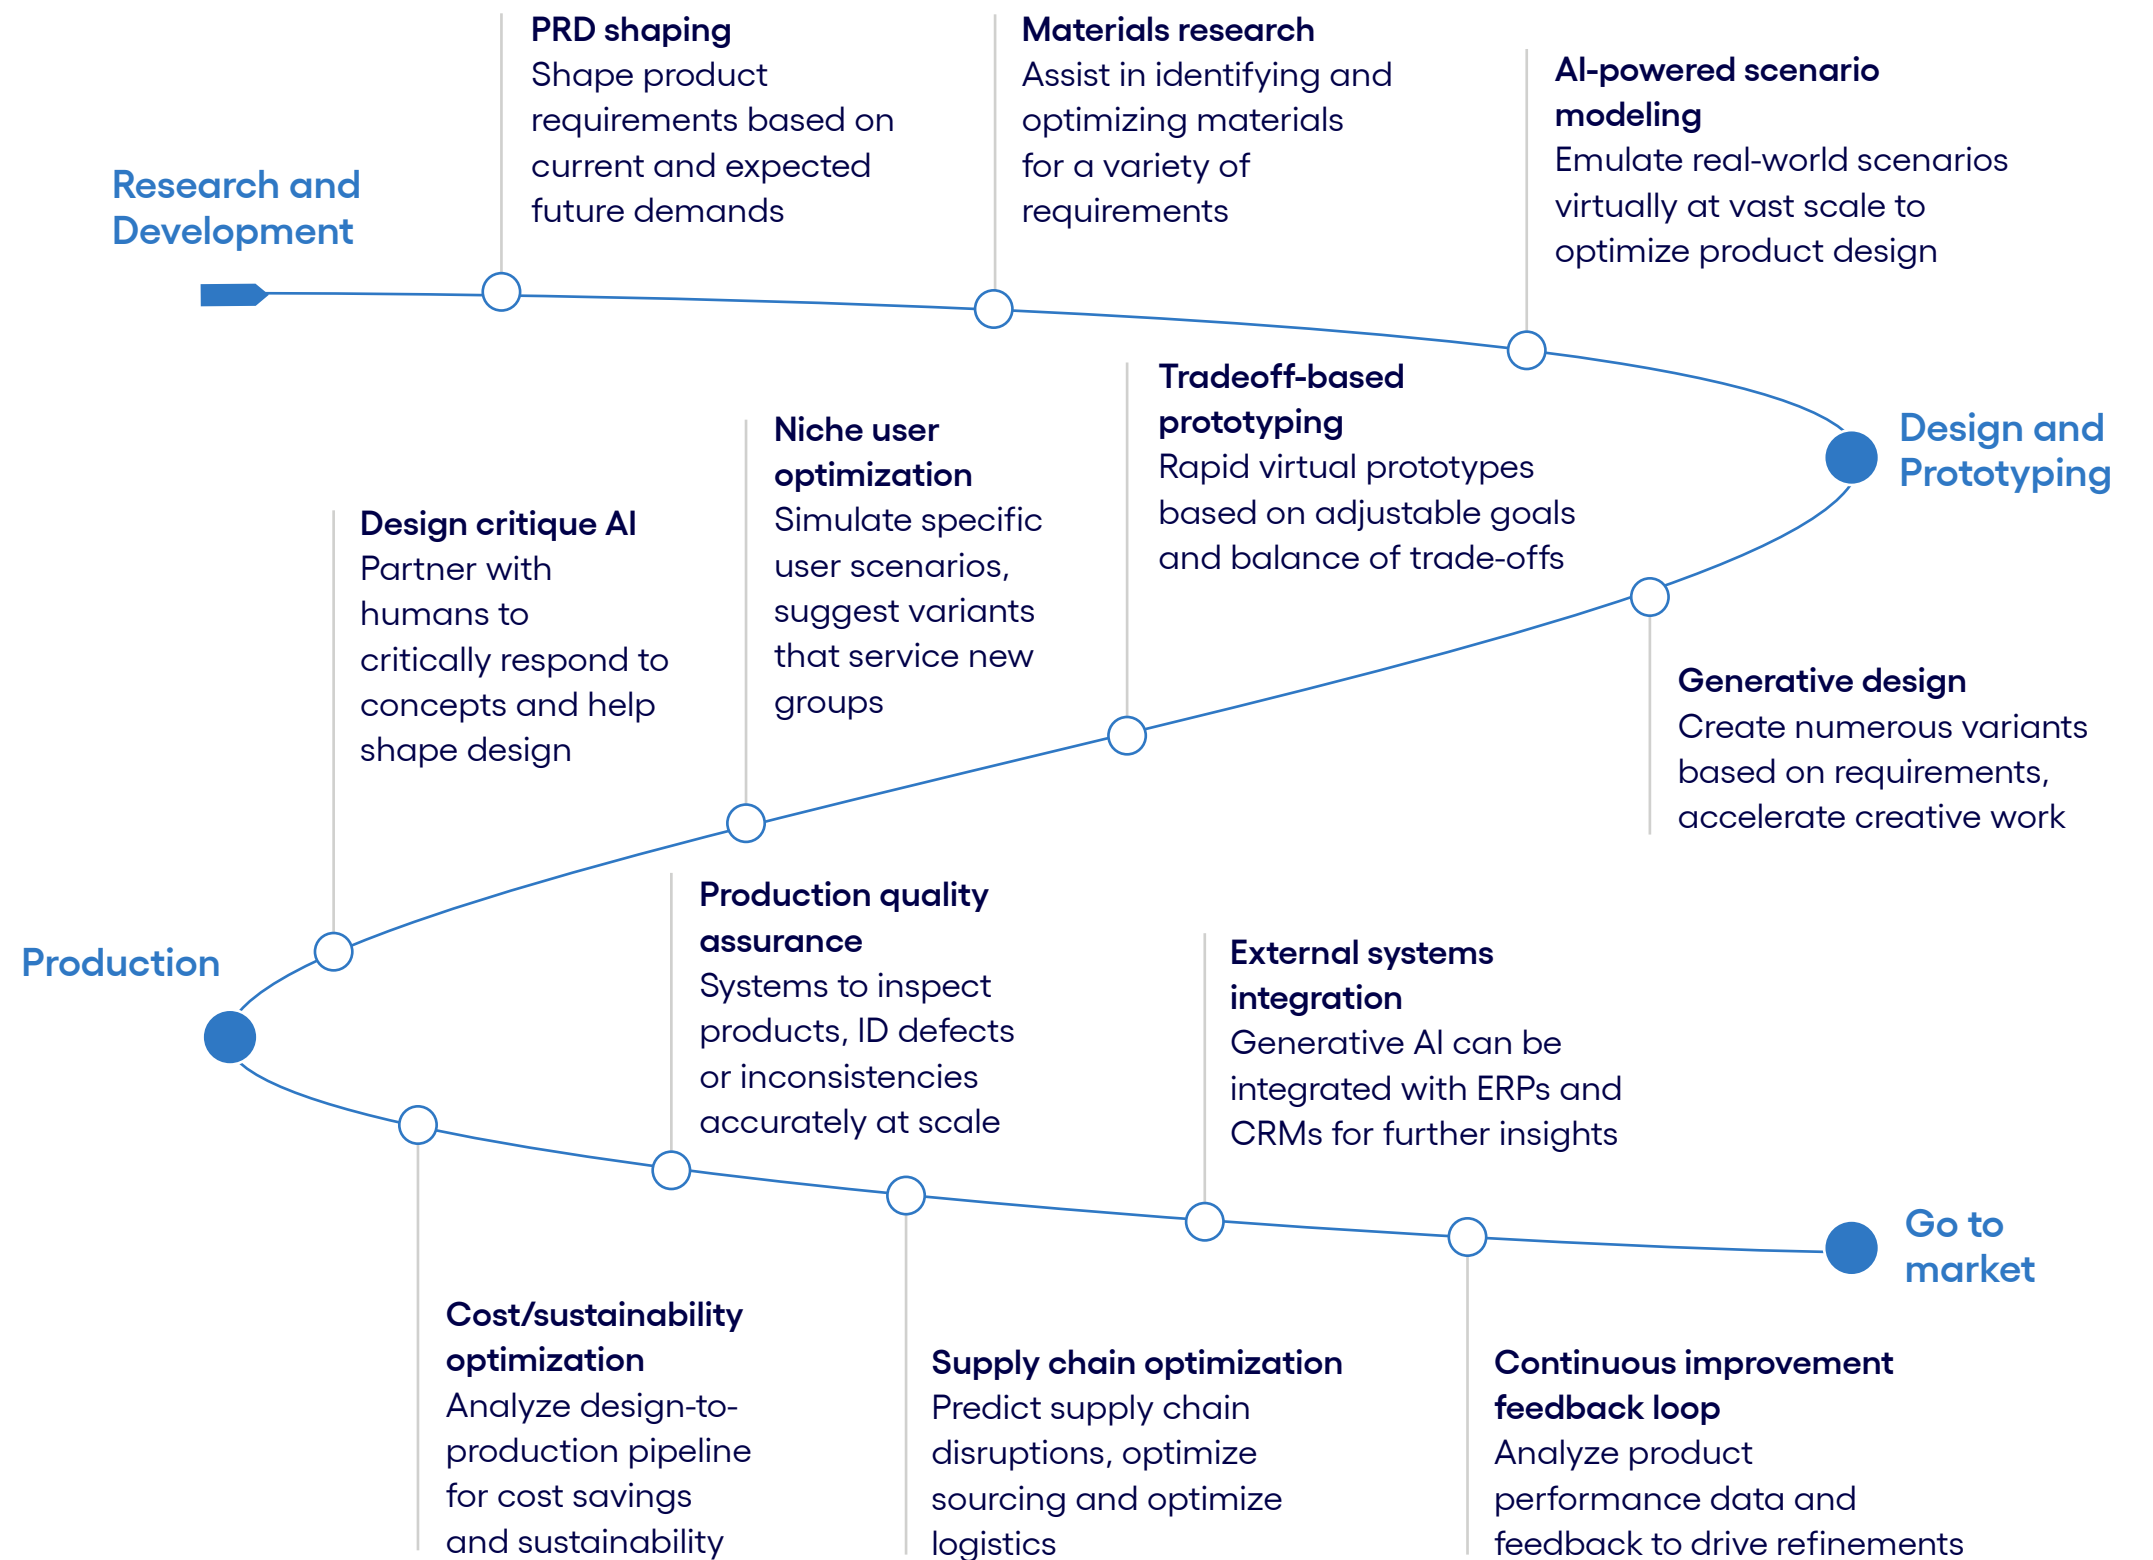 Research and
Development
PRD shaping
Shape product
requirements based on
current and expected
future demands
Materials research
Assist in identifying and
optimizing materials
for a variety of
requirements
AI-powered scenario
modeling
Emulate real-world scenarios
virtually at vast scale to
optimize product design
Design and
Prototyping
Generative design
Create numerous variants
based on requirements,
accelerate creative work
Tradeoff-based
prototyping
Rapid virtual prototypes
based on adjustable goals
and balance of trade-offs
Niche user
optimization
Simulate specific
user scenarios,
suggest variants
that service new
groups
Design critique AI
Partner with
humans to
critically respond to
concepts and help
shape design
Production
Cost/sustainability
optimization
Analyze design-to-
production pipeline
for cost savings
and sustainability
Production quality
assurance
Systems to inspect
products, ID defects
or inconsistencies
accurately at scale
Supply chain optimization
Predict supply chain
disruptions, optimize
sourcing and optimize
logistics
External systems
integration
Generative AI can be
integrated with ERPs and
CRMs for further insights
Continuous improvement
feedback loop
Analyze product
performance data and
feedback to drive refinements
Go to
market